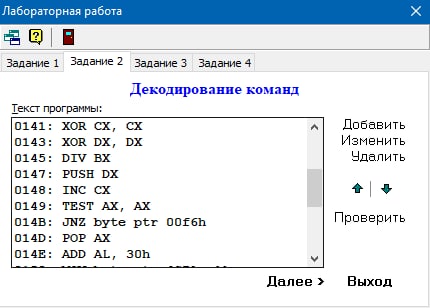 Лабораторная работа
Задание 1 Задание 2 Задание 3 Задание 4
Декодирование команд
Текст программы:
0141: XOR CX, CX
0143: XOR DX, DX
0145: DIV BX
0147: PUSH DX
0148: INC CX
0149: TEST AX, AX
014B: JNZ byte ptr 00f6h
014D: POP AX
014E: ADD AL, 30h
Добавить
Изменить
Удалить
Проверить
Далее >
Выход